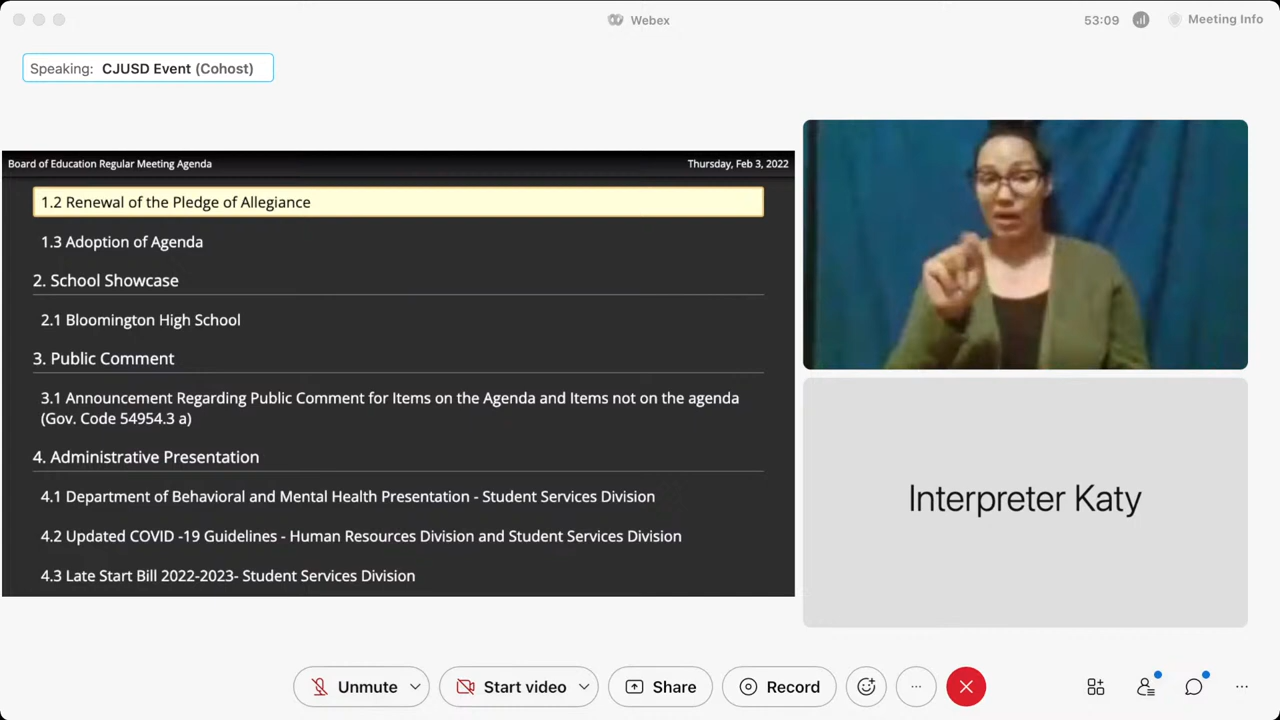 Webex
53:09
Meeting Info
Speaking: CJUSD Event (Cohost)
Board of Education Regular Meeting Agenda
Thursday, Feb 3, 2022
1.2 Renewal of the Pledge of Allegiance
1.3 Adoption of Agenda
2. School Showcase
2.1 Bloomington High School
3. Public Comment
3.1 Announcement Regarding Public Comment for Items on the Agenda and Items not on the agenda
(Gov. Code 54954.3 a)
4. Administrative Presentation
4.1 Department of Behavioral and Mental Health Presentation - Student Services Division
4.2 Updated COVID -19 Guidelines - Human Resources Division and Student Services Division
4.3 Late Start Bill 2022-2023- Student Services Division
Interpreter Katy
Unmute
Start video
Share
Record